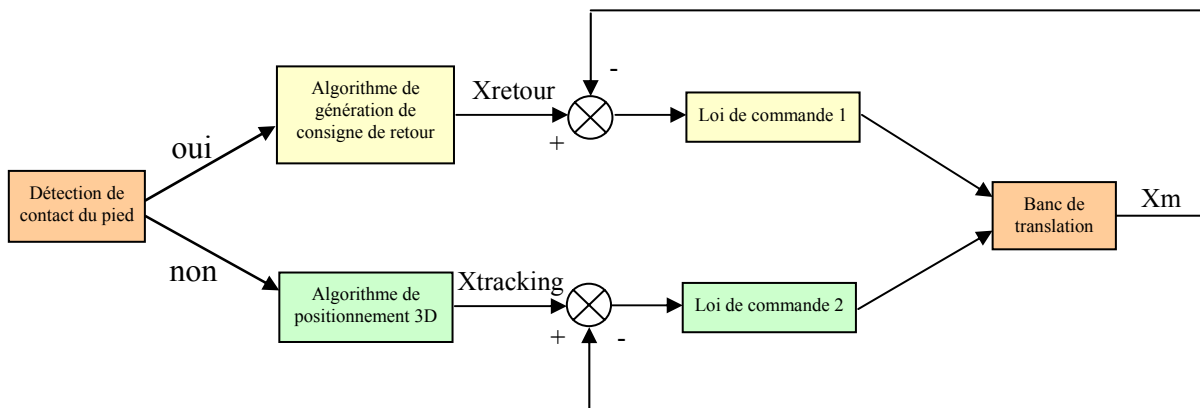 -
Algorithme de
génération de
consigne de retour
Xretour
+
Loi de commande 1
oui
Détection de
contact du pied
Banc de
translation
Xm
non
Algorithme de
positionnement 3D
Xtracking
+
-
Loi de commande 2